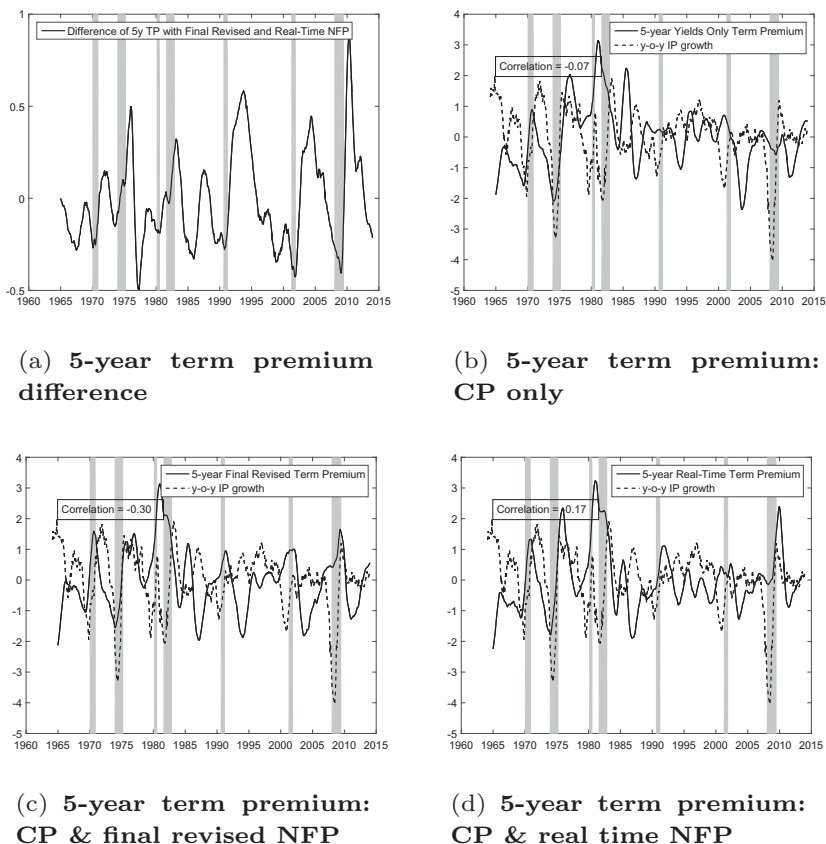 Difference of 5y TP with Final Revised and Real-Time NFP
1
0.5
0
-0.5
1960 1965 1970 1975 1980 1985 1990 1995 2000 2005 2010 2015
(a) 5-year term premium
difference
5-year Yields Only Term Premium
y-o-y IP growth
Correlation = -0.07
4
3
2
1
0
-1
-2
-3
-4
-5
1960 1965 1970 1975 1980 1985 1990 1995 2000 2005 2010 2015
(b) 5-year term premium:
CP only
5-year Final Revised Term Premium
y-o-y IP growth
Correlation = -0.30
4
3
2
1
0
-1
-2
-3
-4
-5
1960 1965 1970 1975 1980 1985 1990 1995 2000 2005 2010 2015
(c) 5-year term premium:
CP & final revised NFP
5-year Real-Time Term Premium
y-o-y IP growth
Correlation = -0.17
4
3
2
1
0
-1
-2
-3
-4
-5
1960 1965 1970 1975 1980 1985 1990 1995 2000 2005 2010 2015
(d) 5-year term premium:
CP & real time NFP